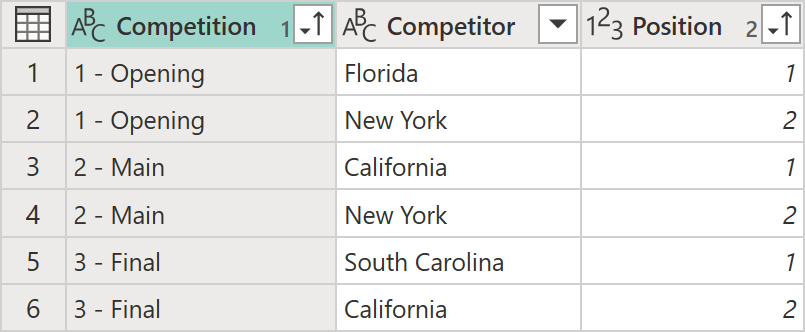 ABC Competition 1 ABC Competitor 123 Position 2
1 1 - Opening Florida 1
2 1 - Opening New York 2
3 2 - Main California 1
4 2 - Main New York 2
5 3 - Final South Carolina 1
6 3 - Final California 2